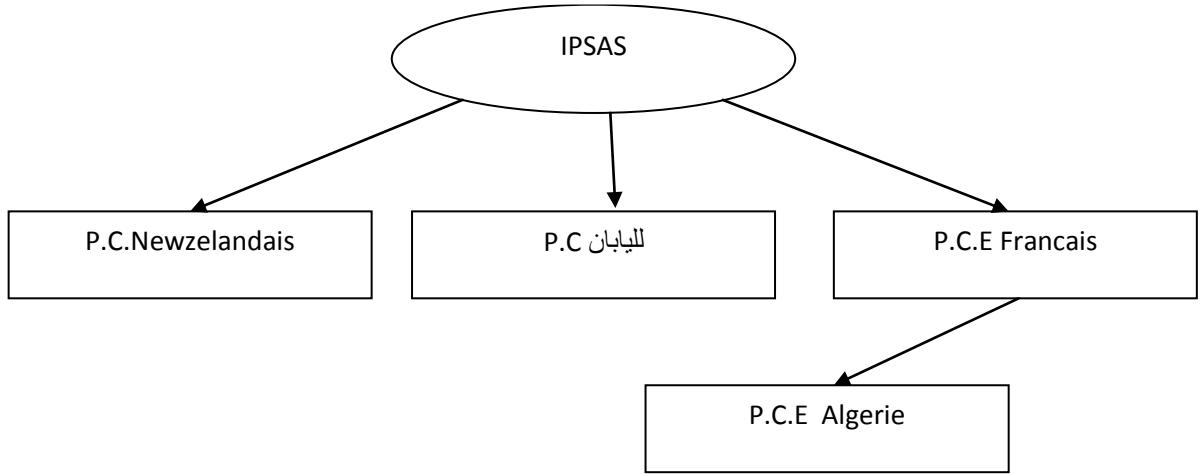 IPSAS
P.C.Newzelandais
P.C لليابان
P.C.E Francais
P.C.E Algerie